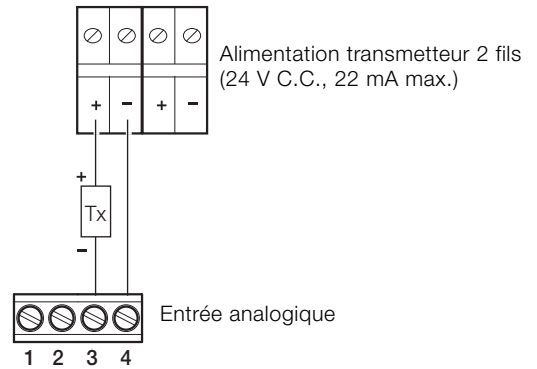 Alimentation transmetteur 2 fils
(24 V C.C., 22 mA max.)
+ − + −
+
Tx
−
Entrée analogique
1 2 3 4